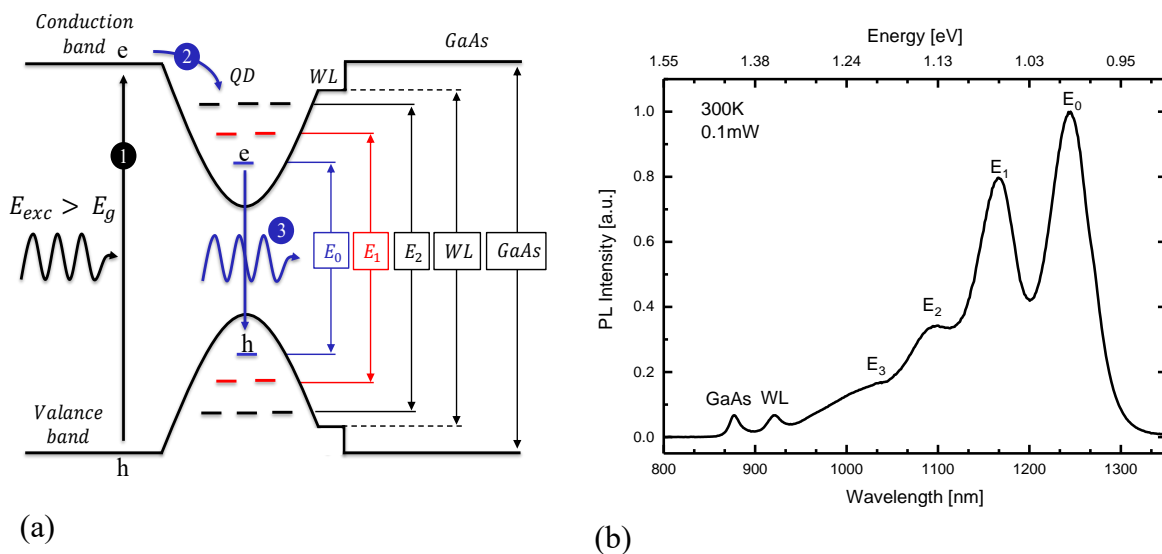 Conduction
band
e
2
QD
WL
GaAs
1
e
E_exc > E_g
3
E_0
E_1
E_2
WL
GaAs
h
Valance
band
h
(a)
Energy [eV]
1.55 1.38 1.24 1.13 1.03 0.95
300K
0.1mW
E_0
E_1
E_2
E_3
GaAs WL
PL Intensity [a.u.]
1.0
0.8
0.6
0.4
0.2
0.0
800 900 1000 1100 1200 1300
Wavelength [nm]
(b)